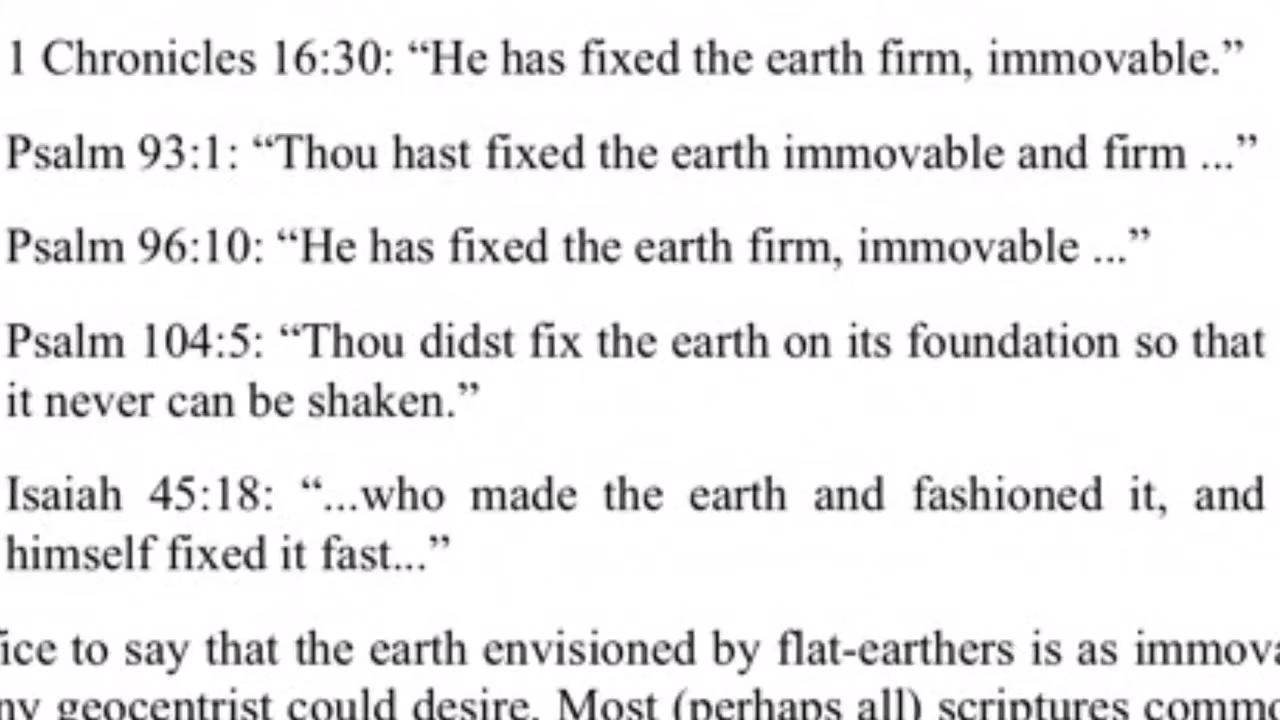 1 Chronicles 16:30: “He has fixed the earth firm, immovable.”
Psalm 93:1: “Thou hast fixed the earth immovable and firm ...”
Psalm 96:10: “He has fixed the earth firm, immovable ...”
Psalm 104:5: “Thou didst fix the earth on its foundation so that
it never can be shaken.”
Isaiah 45:18: “...who made the earth and fashioned it, and
himself fixed it fast...”
to say that the earth envisioned by flat-earthers is as
geocentrist could desire. Most (perhaps all) scriptures